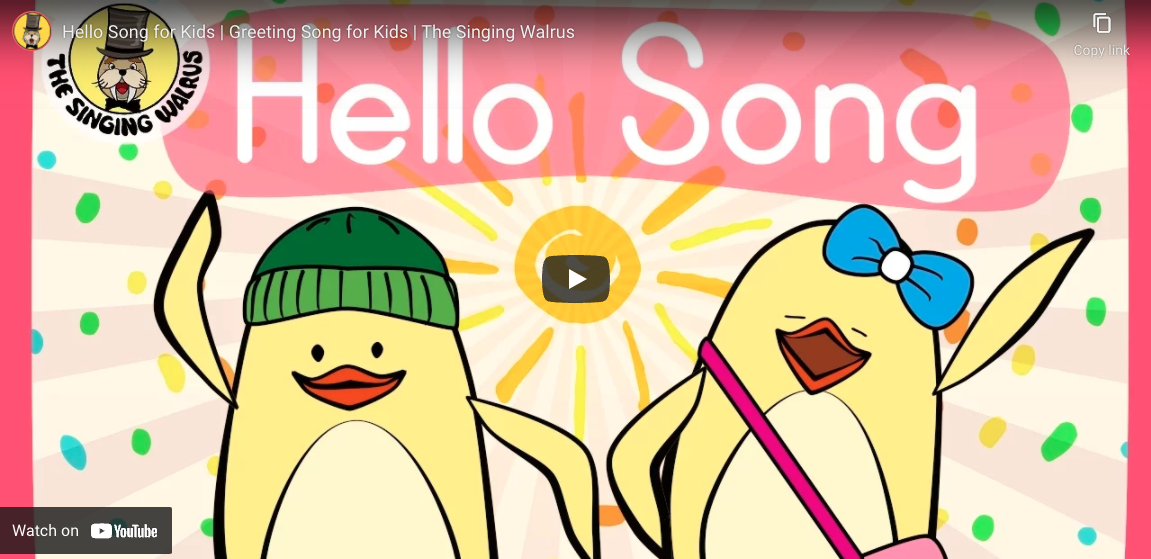 Hello Song for Kids | Greeting Song for Kids | The Singing Walrus
Copy link
THE SINGING WALRUS
Hello Song
Watch on YouTube